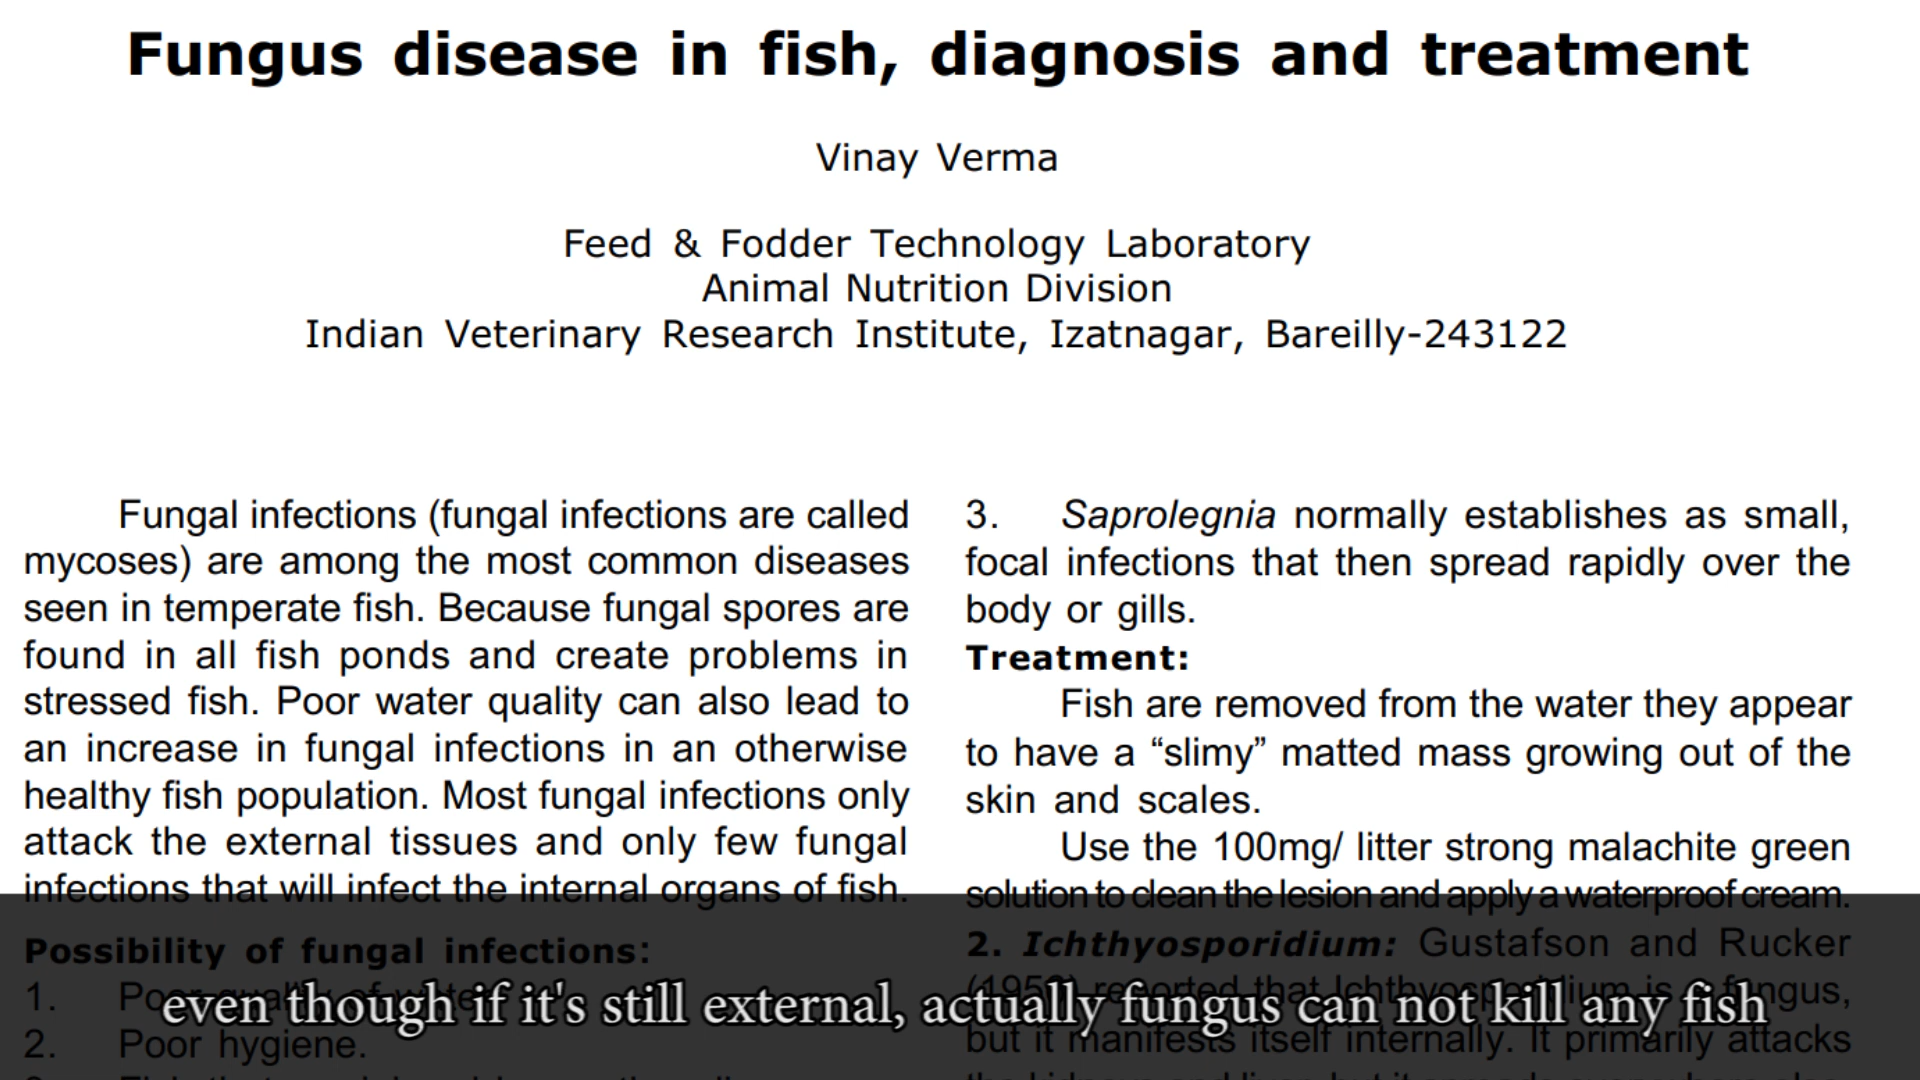 Fungus disease in fish, diagnosis and treatment
Vinay Verma
Feed & Fodder Technology Laboratory
Animal Nutrition Division
Indian Veterinary Research Institute, Izatnagar, Bareilly-243122
Fungal infections (fungal infections are called
mycoses) are among the most common diseases
seen in temperate fish. Because fungal spores are
found in all fish ponds and create problems in
stressed fish. Poor water quality can also lead to
an increase in fungal infections in an otherwise
healthy fish population. Most fungal infections only
attack the external tissues and only few fungal
infections that will infect the internal organs of fish.
Possibility of fungal infections:
1. Poor quality of water
2. Poor hygiene.
3. Saprolegnia normally establishes as small,
focal infections that then spread rapidly over the
body or gills.
Treatment:
Fish are removed from the water they appear
to have a “slimy” matted mass growing out of the
skin and scales.
Use the 100mg/ litter strong malachite green
solution to clean the lesion and apply a waterproof cream.
2. Ichthyosporidium: Gustafson and Rucker
reported that Ichthyosporidium is a fungus,
but it manifests itself internally. It primarily attacks
even though if it's still external, actually fungus can not kill any fish